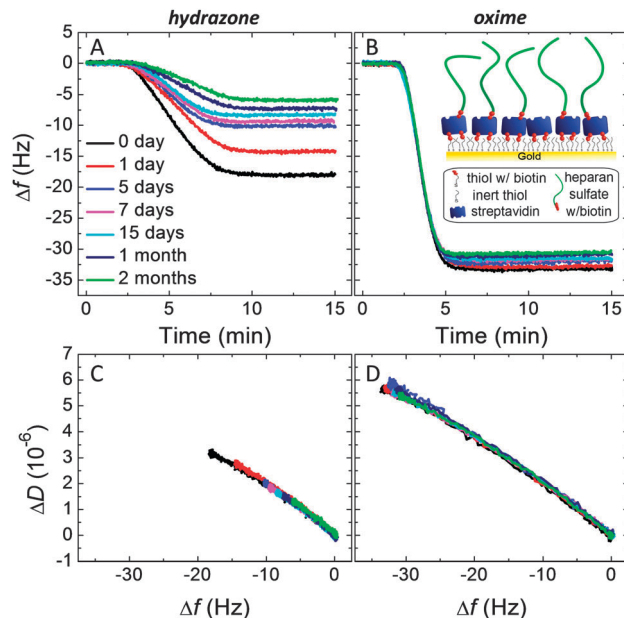 hydrazone
oxime
A
B
5
0
-5
-10
-15
-20
-25
-30
-35
Δf (Hz)
0 day
1 day
5 days
7 days
15 days
1 month
2 months
Gold
thiol w/ biotin
inert thiol
streptavidin
heparan
sulfate
w/biotin
0 5 10 15
0 5 10 15
Time (min)
Time (min)
C
D
6
5
4
3
2
1
0
-1
ΔD (10⁻⁶)
-30 -20 -10 0
-30 -20 -10 0
Δf (Hz)
Δf (Hz)